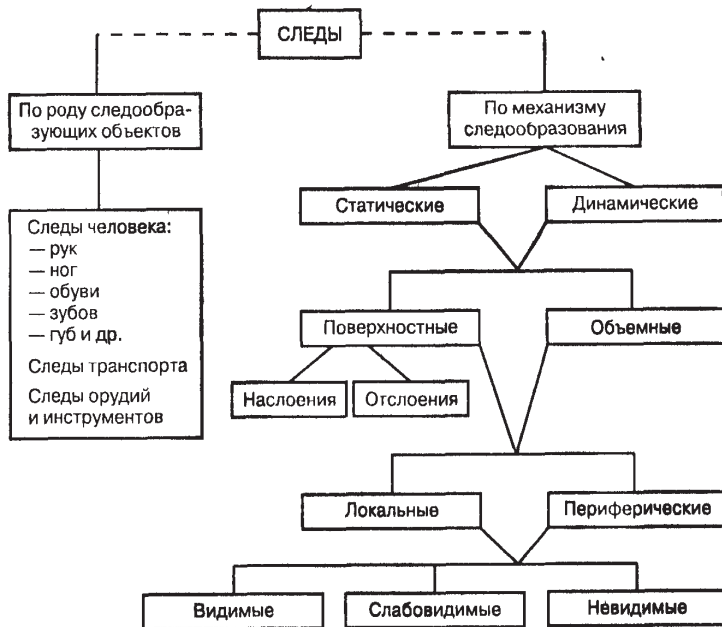 СЛЕДЫ
По роду следообра-
зующих объектов
По механизму
следообразования
Статические
Динамические
Следы человека:
— рук
— ног
— обуви
— зубов
— губ и др.
Следы транспорта
Следы орудий
и инструментов
Поверхностные
Объемные
Наслоения
Отслоения
Локальные
Периферические
Видимые
Слабовидимые
Невидимые